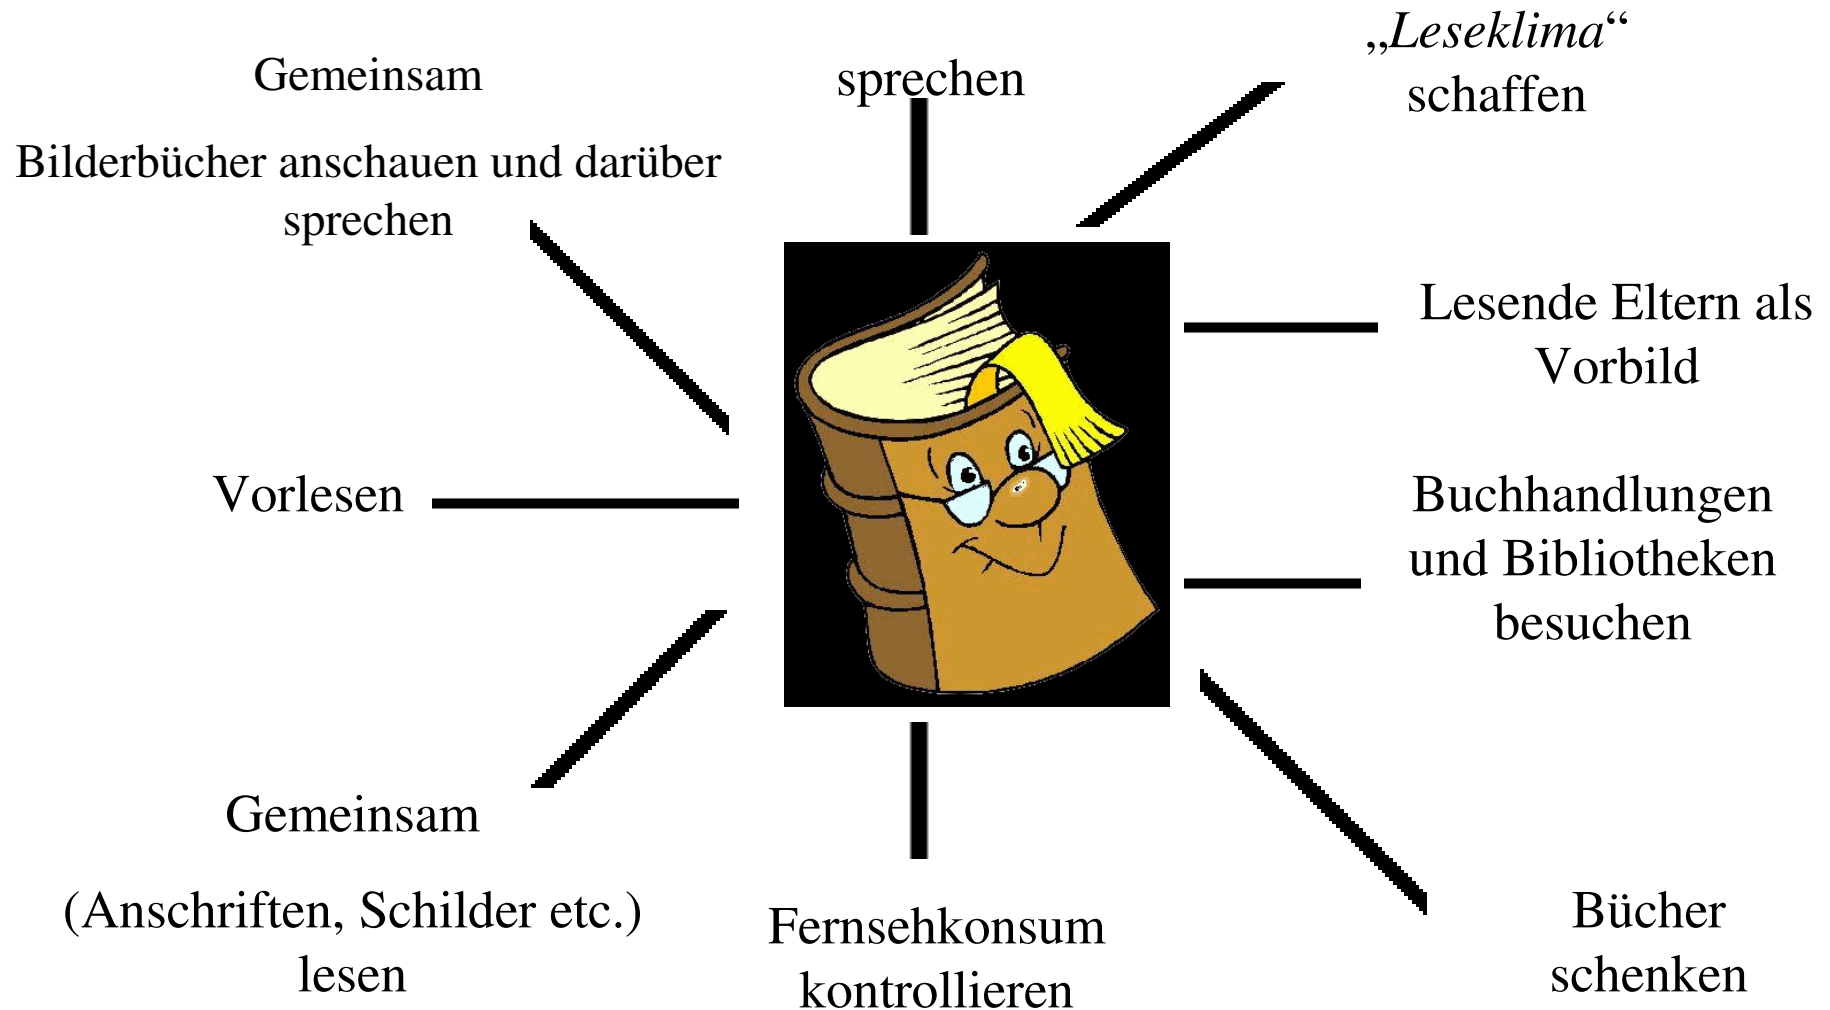 Gemeinsam
Bilderbücher anschauen und darüber
sprechen
sprechen
„Leseklima“
schaffen
Lesende Eltern als
Vorbild
Vorlesen
Buchhandlungen
und Bibliotheken
besuchen
Gemeinsam
(Anschriften, Schilder etc.)
lesen
Fernsehkonsum
kontrollieren
Bücher
schenken